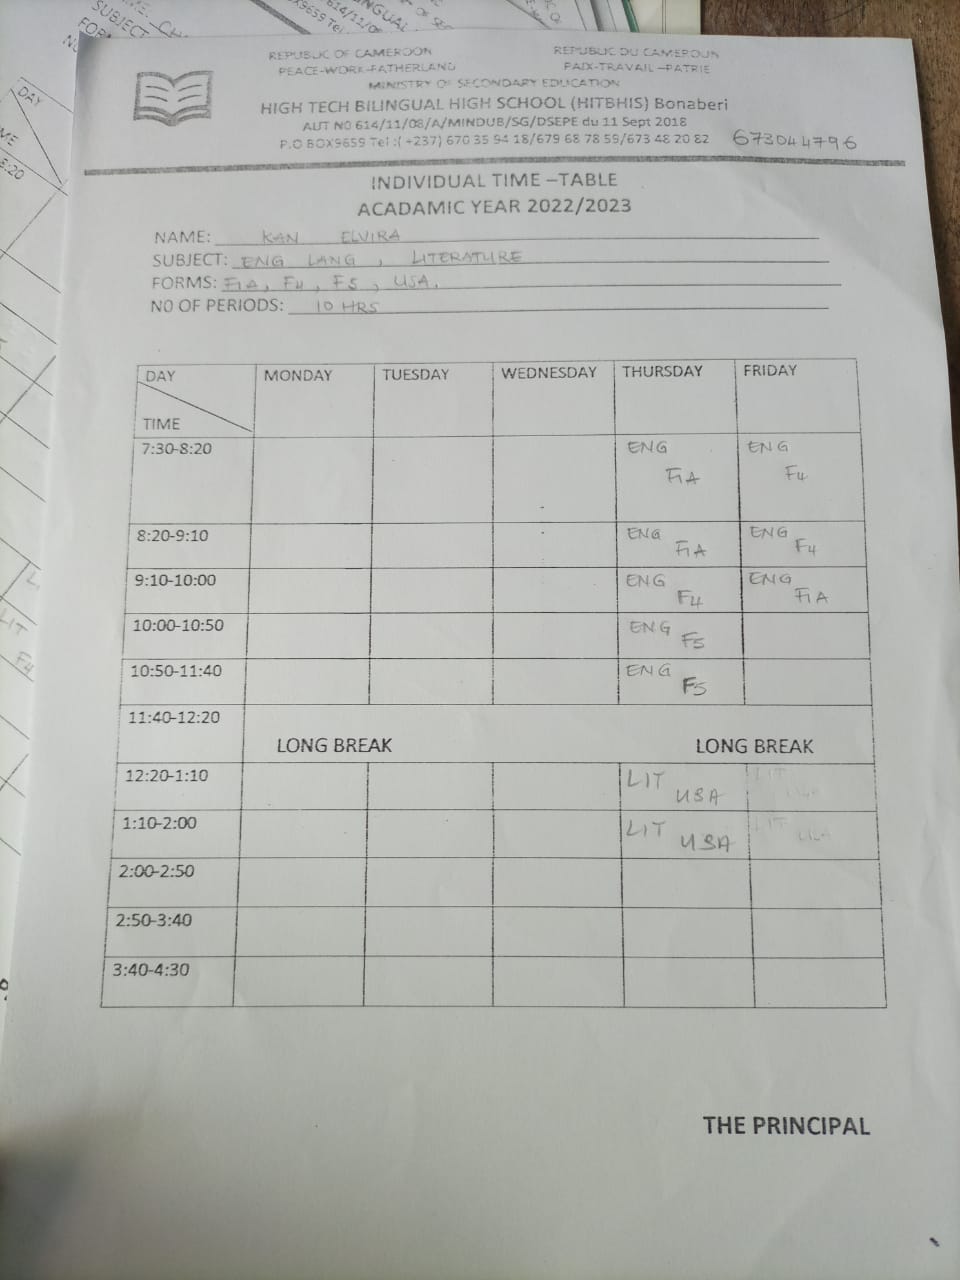 REPUBLIC OF CAMEROON REPUBLIC DU CAMEROUN
PEACE-WORK-FATHERLAND PAIX-TRAVAIL-PATRIE
MINISTRY OF SECONDARY EDUCATION
HIGH TECH BILINGUAL HIGH SCHOOL (HITBHIS) Bonaberi
AUT NO 614/11/08/A/MINDUB/SG/DSEPE du 11 Sept 2018
P.O BOX9659 Tel :( +237) 670 35 94 18/679 68 78 59/673 48 20 82 673044796
INDIVIDUAL TIME –TABLE
ACADAMIC YEAR 2022/2023
NAME: KAN ELVIRA
SUBJECT: ENG LANG , LITERATURE
FORMS: F1A, F4, F5, USA.
NO OF PERIODS: 10 HRS
DAY MONDAY TUESDAY WEDNESDAY THURSDAY FRIDAY
TIME
7:30-8:20 ENG ENG
F1A F4
8:20-9:10 ENG F1A ENG F4
9:10-10:00 ENG F4 ENG F1A
10:00-10:50 ENG F5
10:50-11:40 ENG F5
11:40-12:20
LONG BREAK LONG BREAK
12:20-1:10 LIT USA LIT
1:10-2:00 LIT USA LIT
2:00-2:50
2:50-3:40
3:40-4:30
THE PRINCIPAL